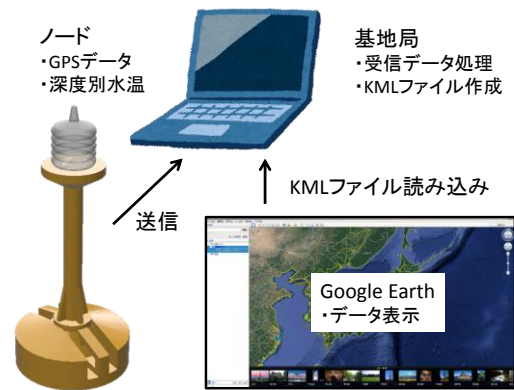 ノード
・GPSデータ
・深度別水温
基地局
・受信データ処理
・KMLファイル作成
送信
KMLファイル読み込み
Google Earth
・データ表示